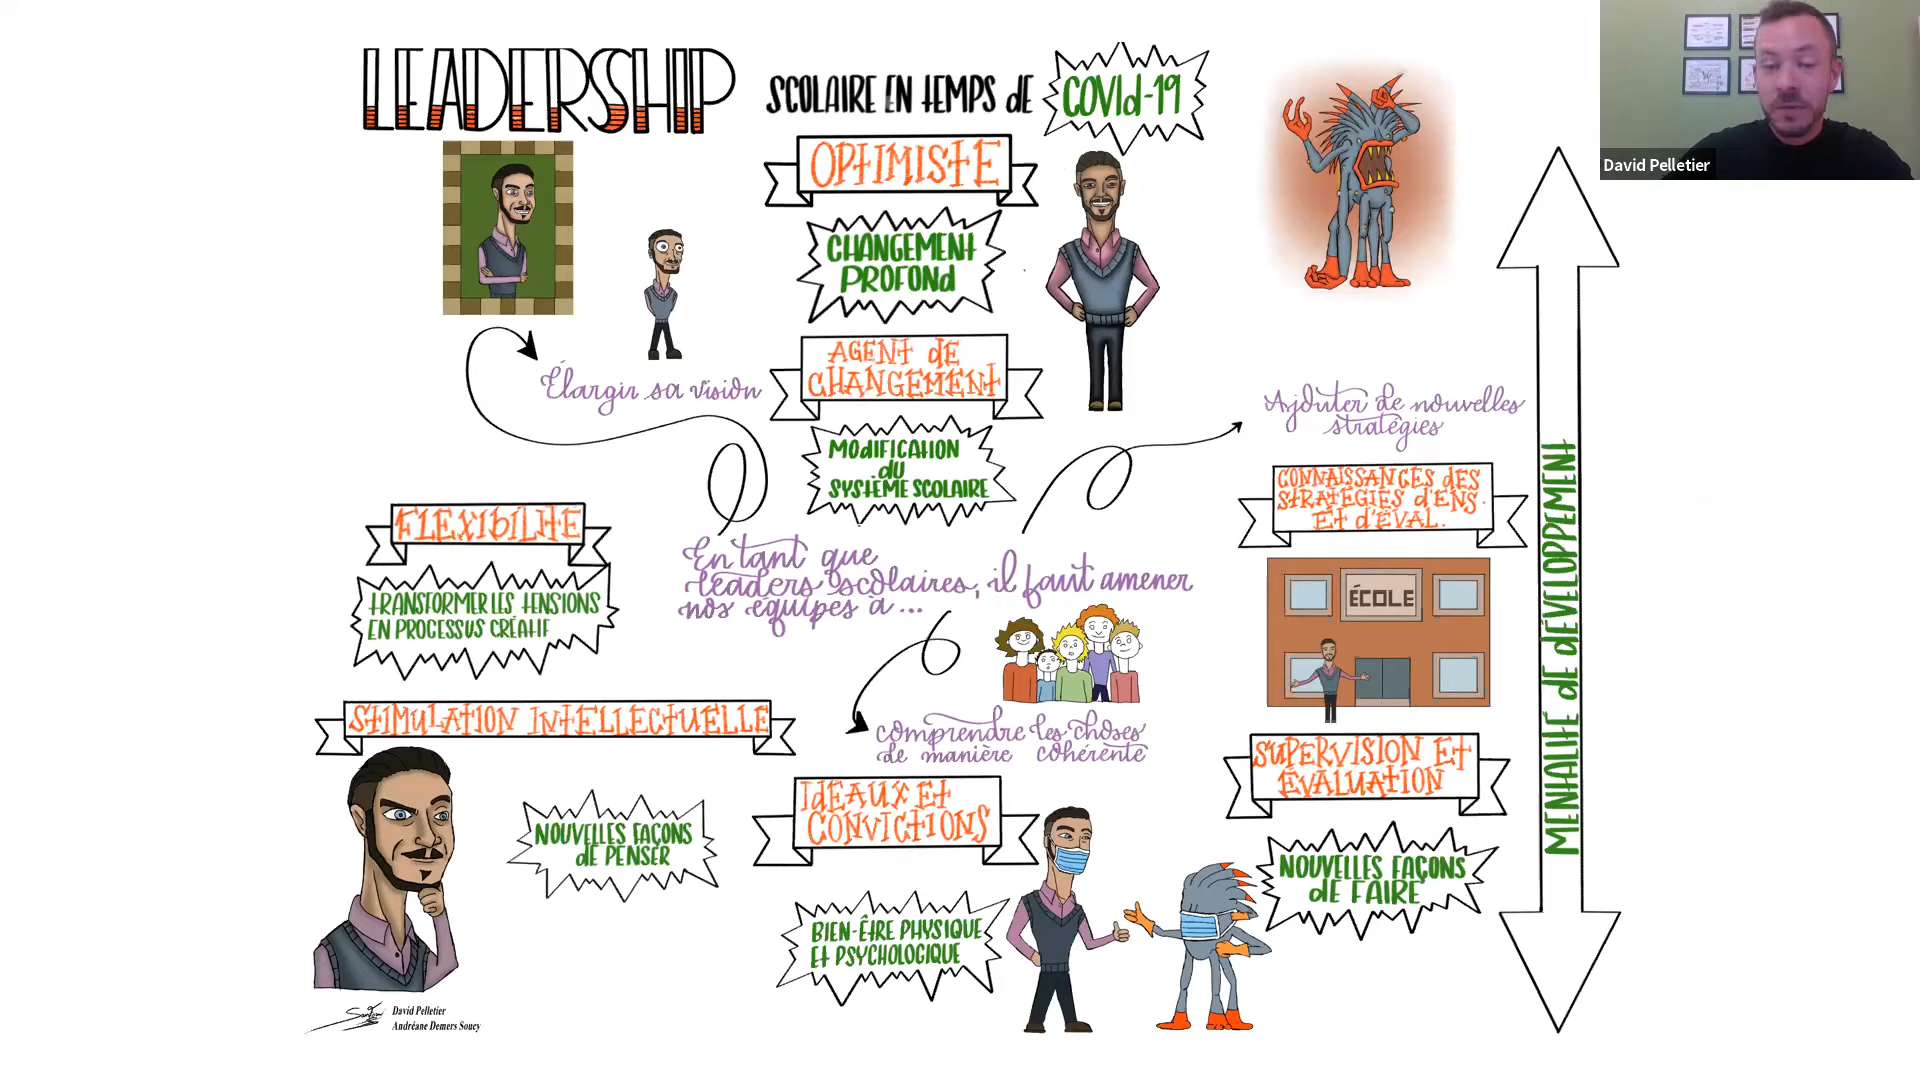 LEADERSHIP
SCOLAIRE EN TEMPS DE COVId-19
OPTIMISTE
CHANGEMENT
PROFOND
AGENT DE
CHANGEMENT
MODIFICATION
DU
SYSTÈME SCOLAIRE
Élargir sa vision
Ajouter de nouvelles
stratégies
En tant que
leaders scolaires, il faut amener
nos équipes à ...
FLEXIBILITÉ
TRANSFORMER LES TENSIONS
EN PROCESSUS CRÉATIF
STIMULATION INTELLECTUELLE
NOUVELLES FAÇONS
DE PENSER
comprendre les choses
de manière cohérente
IDÉAUX ET
CONVICTIONS
BIEN-ÊTRE PHYSIQUE
ET PSYCHOLOGIQUE
CONNAISSANCES DES
STRATÉGIES D'ENS.
ET D'ÉVAL.
ÉCOLE
SUPERVISION ET
ÉVALUATION
NOUVELLES FAÇONS
DE FAIRE
MENTALITÉ DE DÉVELOPPEMENT
David Pelletier
Andréane Demers Soucy
David Pelletier